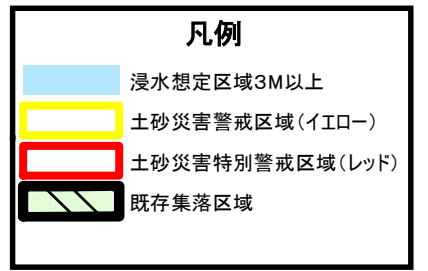 凡例
浸水想定区域3M以上
土砂災害警戒区域(イエロー)
土砂災害特別警戒区域(レッド)
既存集落区域